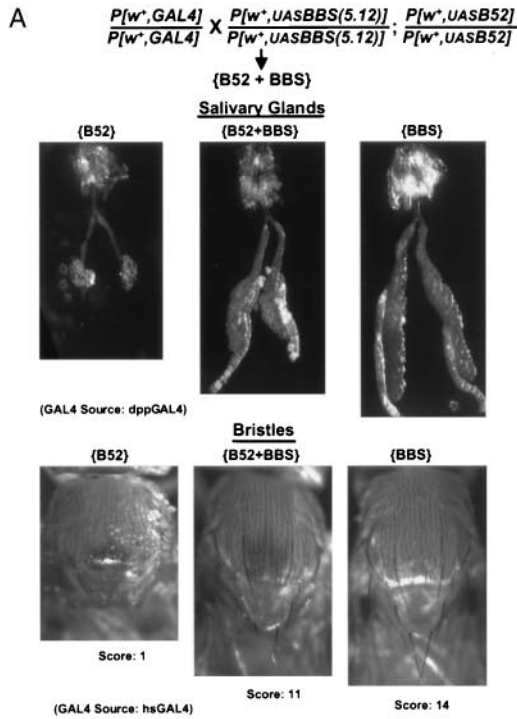 A
P[w⁺,GAL4] X P[w⁺,UASBBS(5.12)] ; P[w⁺,UASB52]
P[w⁺,GAL4] P[w⁺,UASBBS(5.12)] P[w⁺,UASB52]
{B52 + BBS}
Salivary Glands
{B52} {B52+BBS} {BBS}
(GAL4 Source: dppGAL4)
Bristles
{B52} {B52+BBS} {BBS}
Score: 1
Score: 11
Score: 14
(GAL4 Source: hsGAL4)